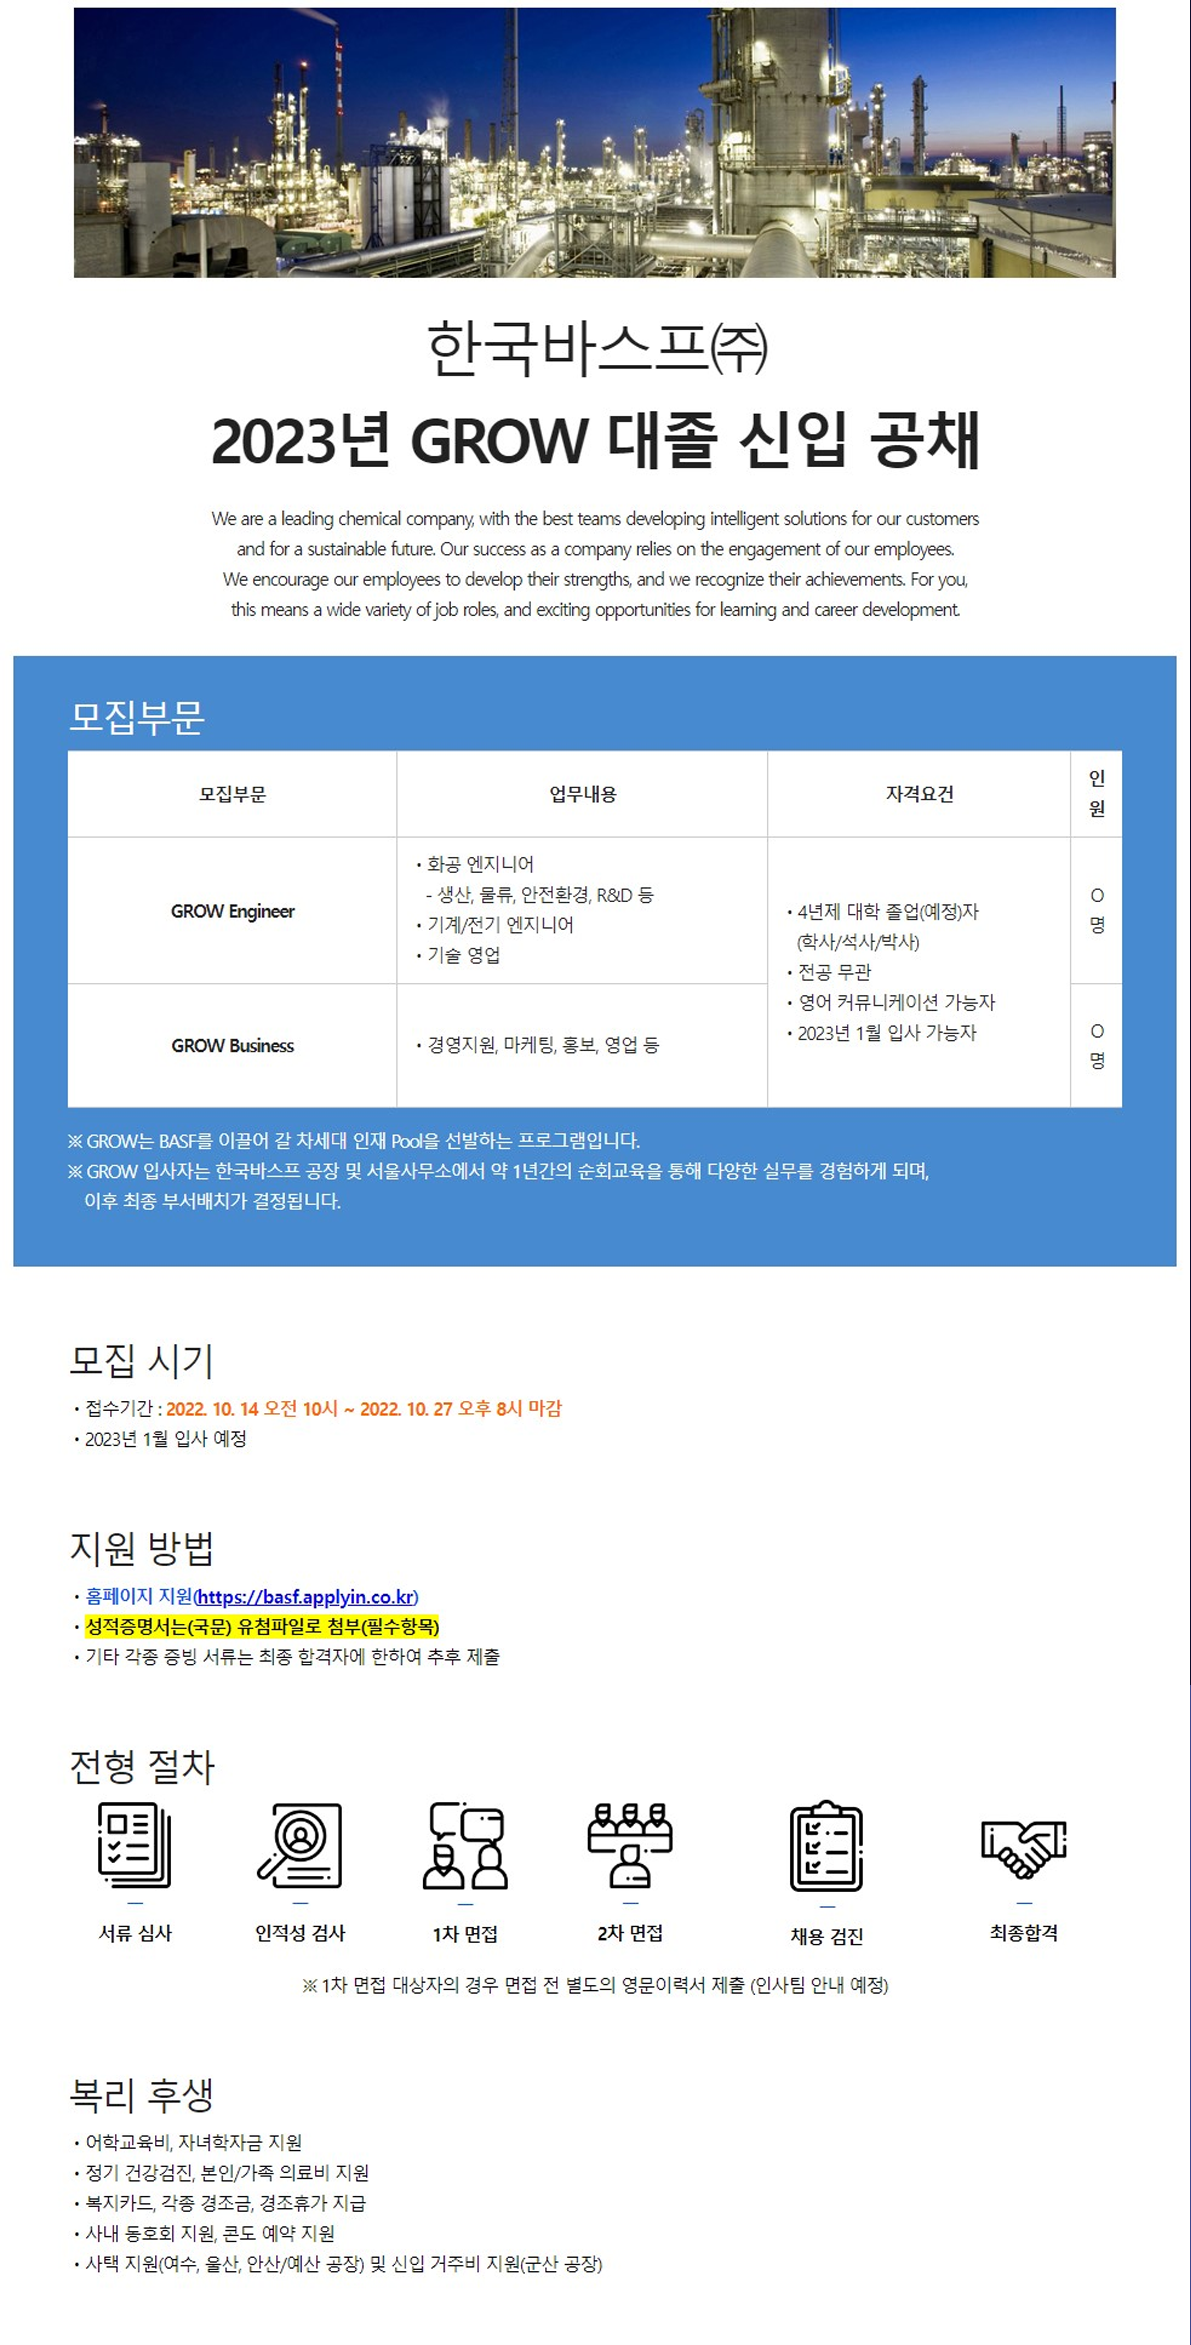 한국바스프㈜
2023년 GROW 대졸 신입 공채
We are a leading chemical company, with the best teams developing intelligent solutions for our customers
and for a sustainable future. Our success as a company relies on the engagement of our employees.
We encourage our employees to develop their strengths, and we recognize their achievements. For you,
this means a wide variety of job roles, and exciting opportunities for learning and career development.
모집부문
모집부문 업무내용 자격요건 인
원
GROW Engineer
• 화공 엔지니어
- 생산, 물류, 안전환경, R&D 등
• 기계/전기 엔지니어
• 기술 영업
• 4년제 대학 졸업(예정)자
(학사/석사/박사)
• 전공 무관
• 영어 커뮤니케이션 가능자
• 2023년 1월 입사 가능자
O
명
GROW Business
• 경영지원, 마케팅, 홍보, 영업 등
O
명
※ GROW는 BASF를 이끌어 갈 차세대 인재 Pool을 선발하는 프로그램입니다.
※ GROW 입사자는 한국바스프 공장 및 서울사무소에서 약 1년간의 순회교육을 통해 다양한 실무를 경험하게 되며,
이후 최종 부서배치가 결정됩니다.
모집 시기
• 접수기간 : 2022. 10. 14 오전 10시 ~ 2022. 10. 27 오후 8시 마감
• 2023년 1월 입사 예정
지원 방법
• 홈페이지 지원(https://basf.applyin.co.kr)
• 성적증명서는(국문) 유첨파일로 첨부(필수항목)
• 기타 각종 증빙 서류는 최종 합격자에 한하여 추후 제출
전형 절차
서류 심사 인적성 검사 1차 면접 2차 면접 채용 검진 최종합격
※ 1차 면접 대상자의 경우 면접 전 별도의 영문이력서 제출 (인사팀 안내 예정)
복리 후생
• 어학교육비, 자녀학자금 지원
• 정기 건강검진, 본인/가족 의료비 지원
• 복지카드, 각종 경조금, 경조휴가 지급
• 사내 동호회 지원, 콘도 예약 지원
• 사택 지원(여수, 울산, 안산/예산 공장) 및 신입 거주비 지원(군산 공장)